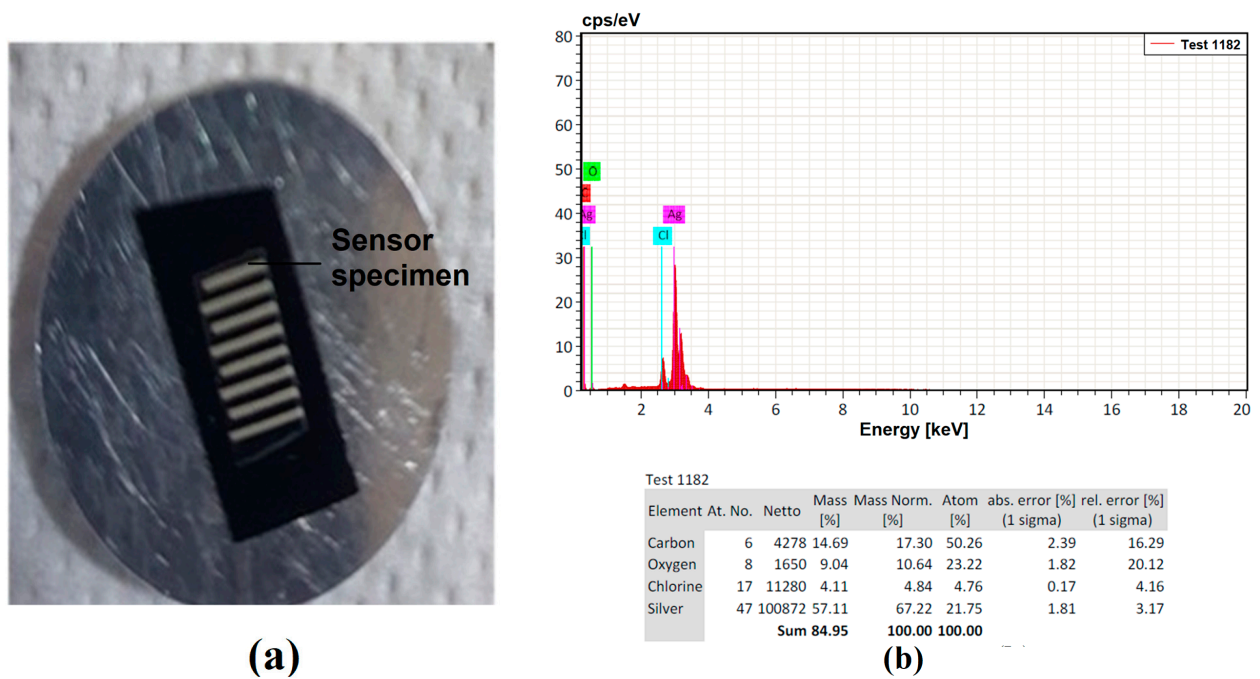 Sensor
specimen
(a)
cps/eV
Test 1182
80
70
60
50
40
30
20
10
0
O
C
Ag
Ag
Cl
2
4
6
8
10
12
14
16
18
20
Energy [keV]
Test 1182
Element At. No. Netto Mass [%] Mass Norm. [%] Atom [%] abs. error [%] (1 sigma) rel. error [%] (1 sigma)
Carbon 6 4278 14.69 17.30 50.26 2.39 16.29
Oxygen 8 1650 9.04 10.64 23.22 1.82 20.12
Chlorine 17 11280 4.11 4.84 4.76 0.17 4.16
Silver 47 100872 57.11 67.22 21.75 1.81 3.17
Sum 84.95 100.00 100.00
(b)